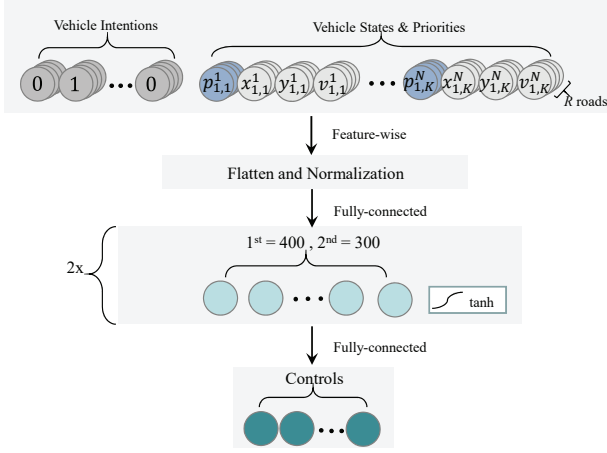 Vehicle Intentions
Vehicle States & Priorities
0 1 ••• 0 p^1_{1,1} x^1_{1,1} y^1_{1,1} v^1_{1,1} ••• p^N_{1,K} x^N_{1,K} y^N_{1,K} v^N_{1,K}
R roads
Feature-wise
Flatten and Normalization
Fully-connected
1st = 400 , 2nd = 300
2x
•••
tanh
Fully-connected
Controls
•••